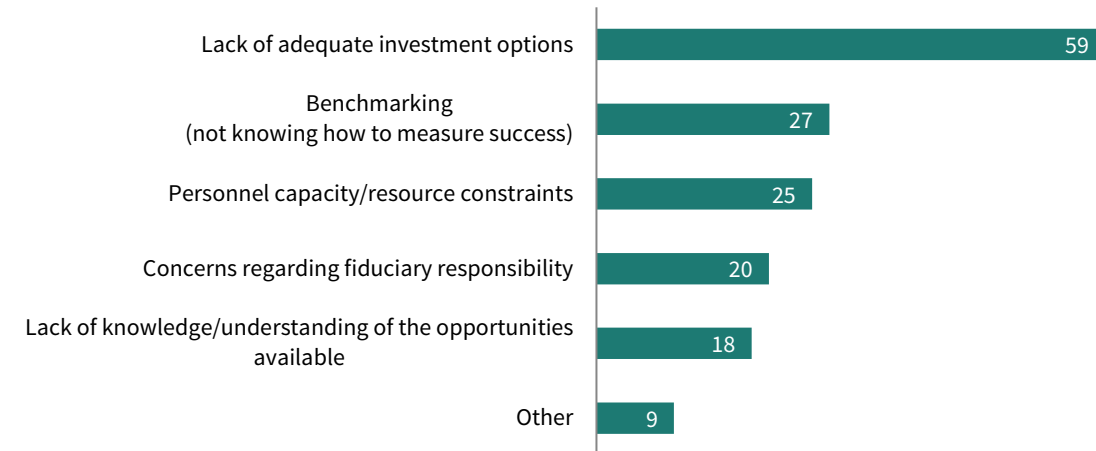 Lack of adequate investment options
59
Benchmarking
(not knowing how to measure success)
27
Personnel capacity/resource constraints
25
Concerns regarding fiduciary responsibility
20
Lack of knowledge/understanding of the opportunities
available
18
Other
9